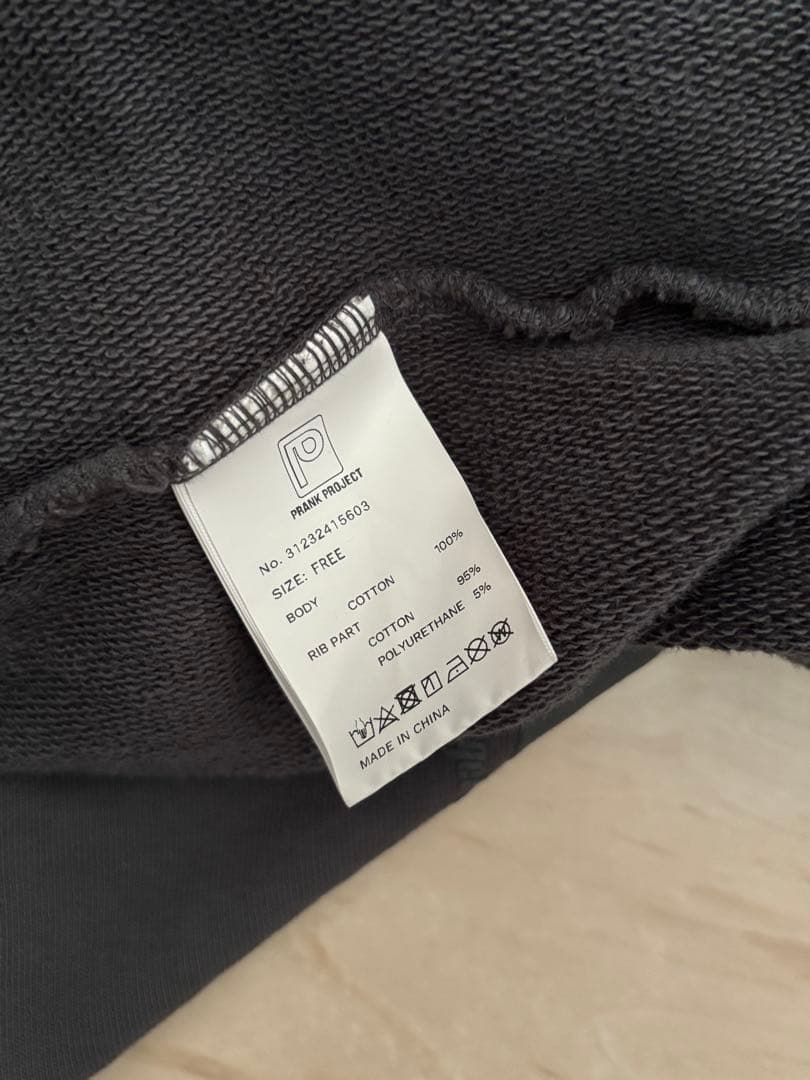 P
PRANK PROJECT
No. 31232415603
SIZE: FREE
BODY COTTON 100%
RIB PART COTTON 95%
POLYURETHANE 5%
MADE IN CHINA